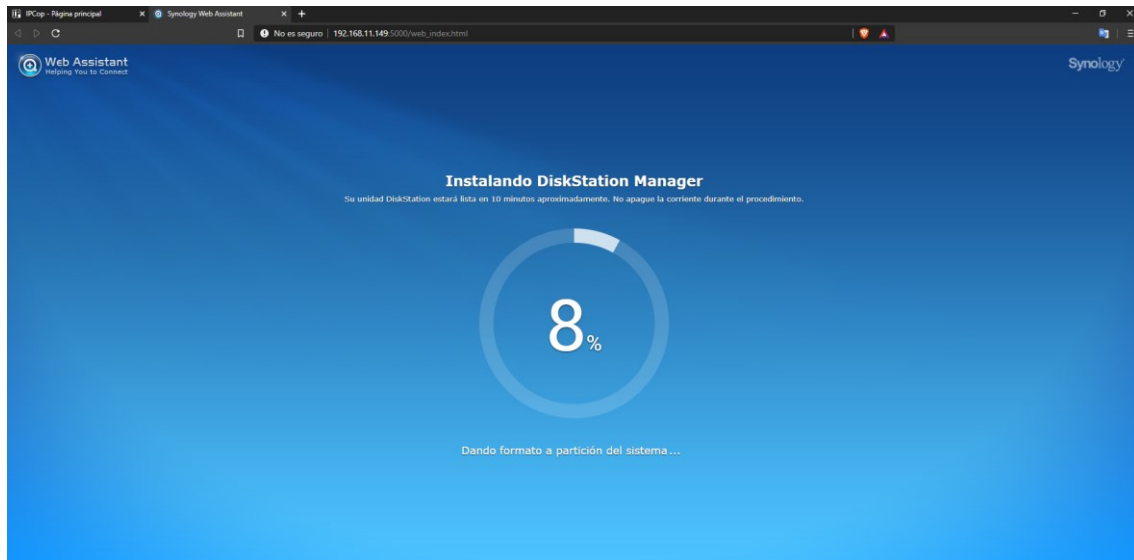 IPCop - Página principal
Synology Web Assistant
No es seguro | 192.168.11.149:5000/web_index.html
Web Assistant
Helping You to Connect
Synology
Instalando DiskStation Manager
Su unidad DiskStation estará lista en 10 minutos aproximadamente. No apague la corriente durante el procedimiento.
8%
Dando formato a partición del sistema...